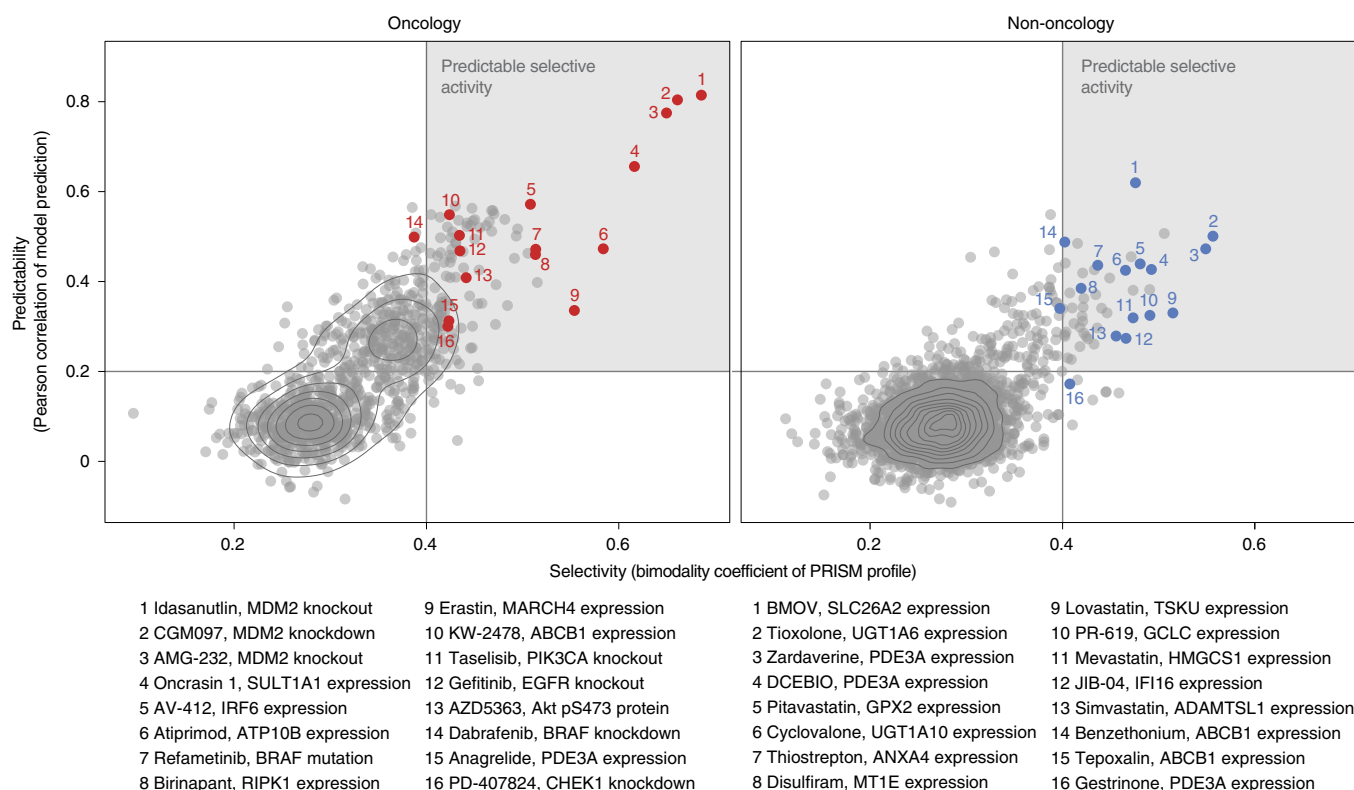 Oncology
Non-oncology
Predictable selective
activity
Predictable selective
activity
Predictability
(Pearson correlation of model prediction)
0.8
0.6
0.4
0.2
0
1
2
3
4
5
6
7
8
9
10
11
12
13
14
15
16
1
2
3
4
5
6
7
8
9
10
11
12
13
14
15
16
0.2
0.4
0.6
0.2
0.4
0.6
Selectivity (bimodality coefficient of PRISM profile)
1 Idasanutlin, MDM2 knockout
2 CGM097, MDM2 knockdown
3 AMG-232, MDM2 knockout
4 Oncrasin 1, SULT1A1 expression
5 AV-412, IRF6 expression
6 Atiprimod, ATP10B expression
7 Refametinib, BRAF mutation
8 Birinapant, RIPK1 expression
9 Erastin, MARCH4 expression
10 KW-2478, ABCB1 expression
11 Taselisib, PIK3CA knockout
12 Gefitinib, EGFR knockout
13 AZD5363, Akt pS473 protein
14 Dabrafenib, BRAF knockdown
15 Anagrelide, PDE3A expression
16 PD-407824, CHEK1 knockdown
1 BMOV, SLC26A2 expression
2 Tioxolone, UGT1A6 expression
3 Zardaverine, PDE3A expression
4 DCEBIO, PDE3A expression
5 Pitavastatin, GPX2 expression
6 Cyclovalone, UGT1A10 expression
7 Thiostrepton, ANXA4 expression
8 Disulfiram, MT1E expression
9 Lovastatin, TSKU expression
10 PR-619, GCLC expression
11 Mevastatin, HMGCS1 expression
12 JIB-04, IFI16 expression
13 Simvastatin, ADAMTSL1 expression
14 Benzethonium, ABCB1 expression
15 Tepoxalin, ABCB1 expression
16 Gestrinone, PDE3A expression